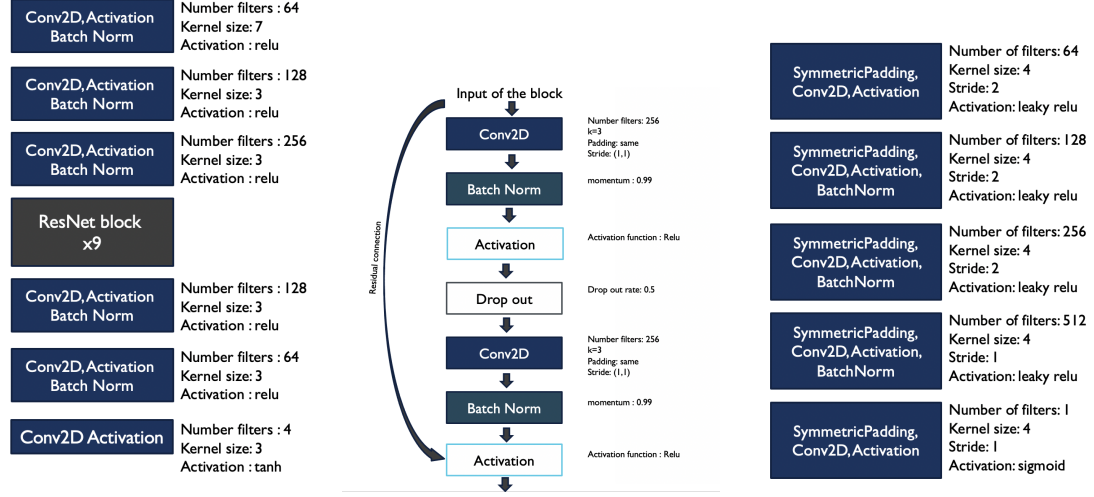 Conv2D, Activation
Batch Norm
Number filters : 64
Kernel size: 7
Activation : relu
Conv2D, Activation
Batch Norm
Number filters : 128
Kernel size: 3
Activation : relu
Conv2D, Activation
Batch Norm
Number filters : 256
Kernel size: 3
Activation : relu
ResNet block
x9
Conv2D, Activation
Batch Norm
Number filters : 128
Kernel size: 3
Activation : relu
Conv2D, Activation
Batch Norm
Number filters : 64
Kernel size: 3
Activation : relu
Conv2D Activation
Number filters : 4
Kernel size: 3
Activation : tanh
Input of the block
Residual connection
Conv2D
Number filters: 256
k=3
Padding: same
Stride: (1,1)
Batch Norm
momentum : 0.99
Activation
Activation function : Relu
Drop out
Drop out rate: 0.5
Conv2D
Number filters: 256
k=3
Padding: same
Stride: (1,1)
Batch Norm
momentum : 0.99
Activation
Activation function : Relu
SymmetricPadding,
Conv2D, Activation
Number of filters: 64
Kernel size: 4
Stride: 2
Activation: leaky relu
SymmetricPadding,
Conv2D, Activation,
BatchNorm
Number of filters: 128
Kernel size: 4
Stride: 2
Activation: leaky relu
SymmetricPadding,
Conv2D, Activation,
BatchNorm
Number of filters: 256
Kernel size: 4
Stride: 2
Activation: leaky relu
SymmetricPadding,
Conv2D, Activation,
BatchNorm
Number of filters: 512
Kernel size: 4
Stride: 1
Activation: leaky relu
SymmetricPadding,
Conv2D, Activation
Number of filters: 1
Kernel size: 4
Stride: 1
Activation: sigmoid